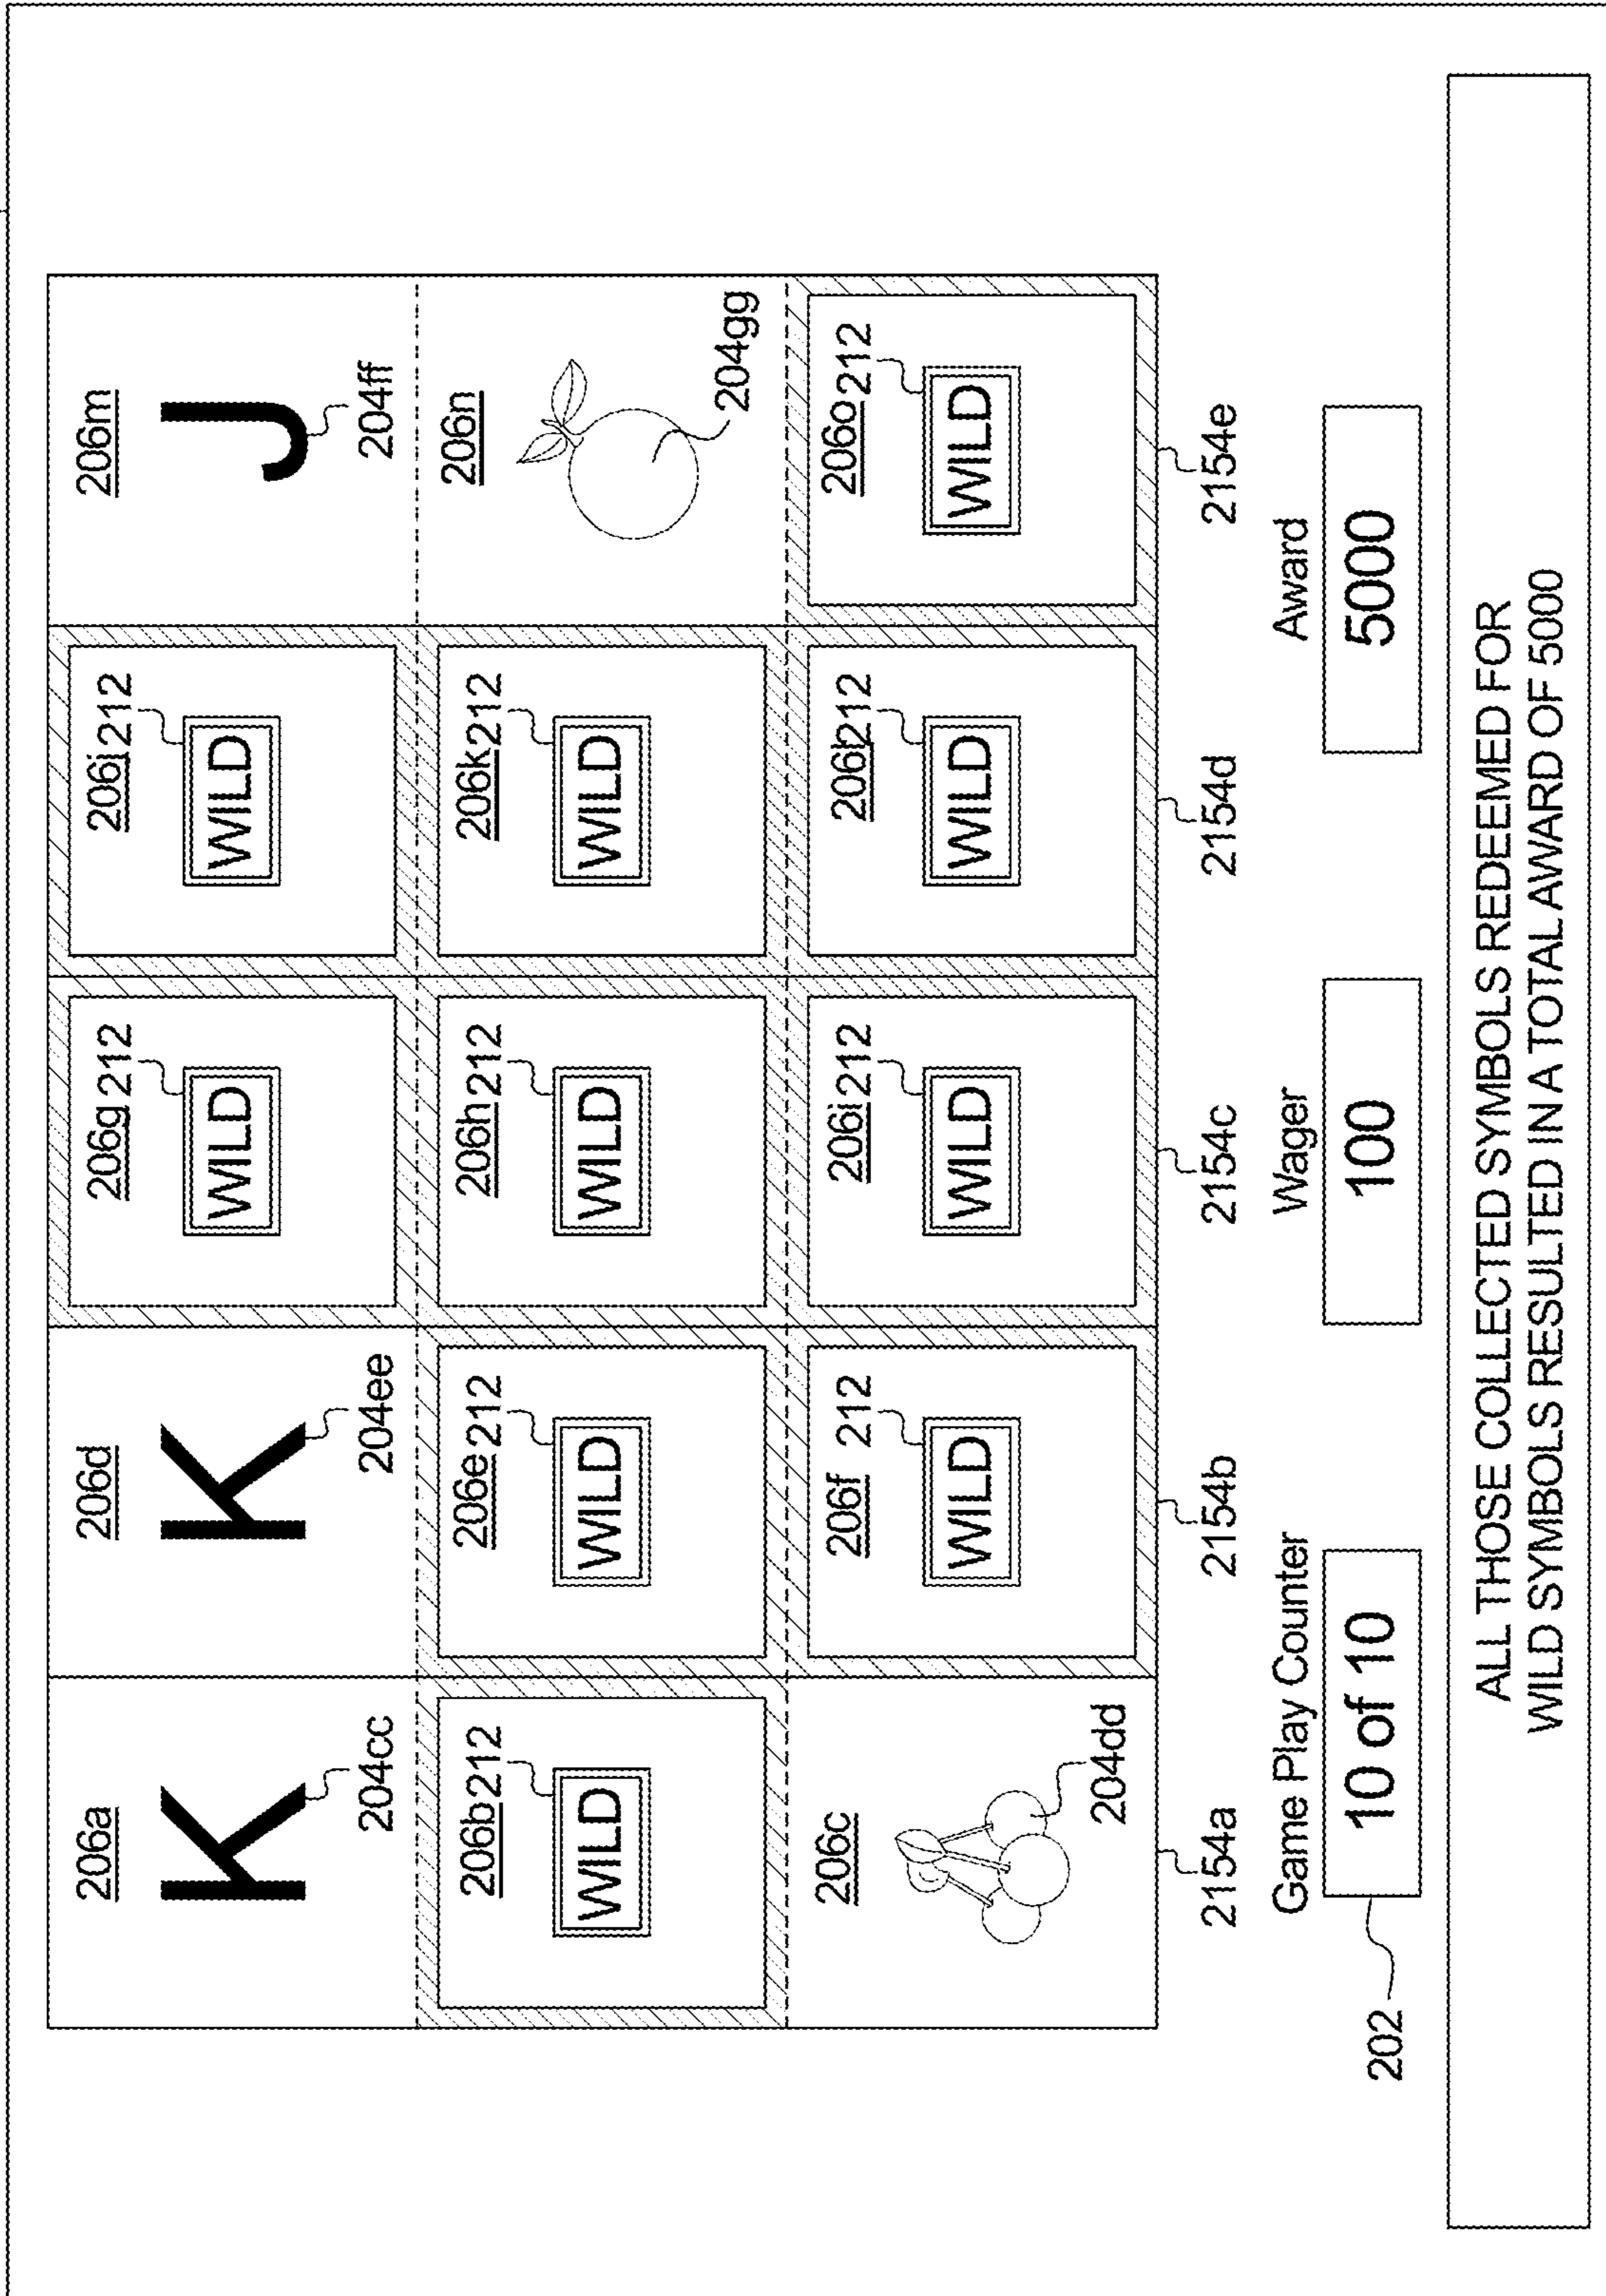 206a 206d 206g 212 206j 212 206m
K K WILD WILD J
204cc 204ee 204ff
206b 212 206e 212 206h 212 206k 212 206n
WILD WILD WILD WILD
204gg
206c 206f 212 206i 212 206l 212 206o 212
WILD WILD WILD WILD
204dd
2154a 2154b 2154c 2154d 2154e
Game Play Counter Wager Award
202 10 of 10 100 5000
ALL THOSE COLLECTED SYMBOLS REDEEMED FOR
WILD SYMBOLS RESULTED IN A TOTAL AWARD OF 5000